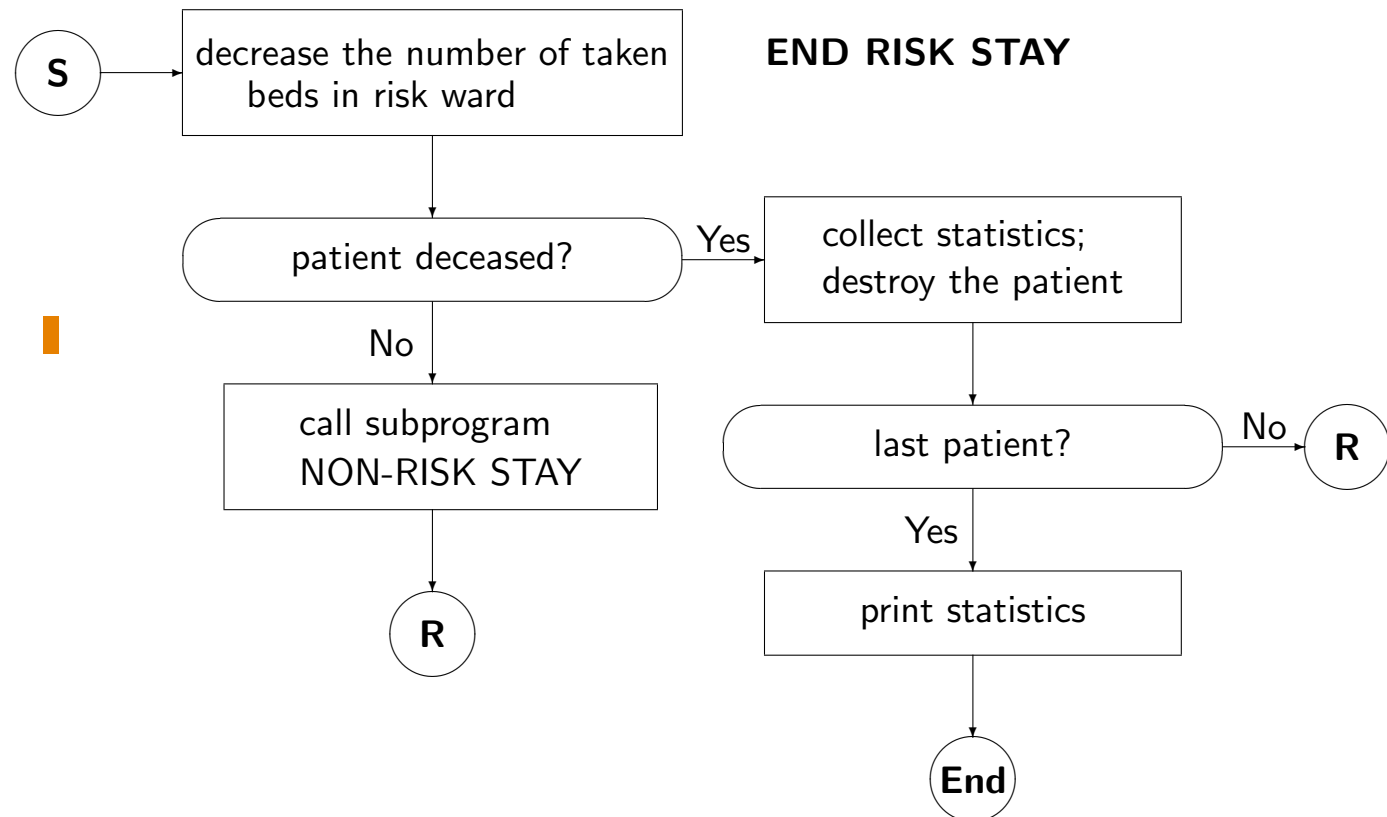 END RISK STAY
S
decrease the number of taken
beds in risk ward
patient deceased?
Yes
collect statistics;
destroy the patient
No
call subprogram
NON-RISK STAY
R
last patient?
No
R
Yes
print statistics
End